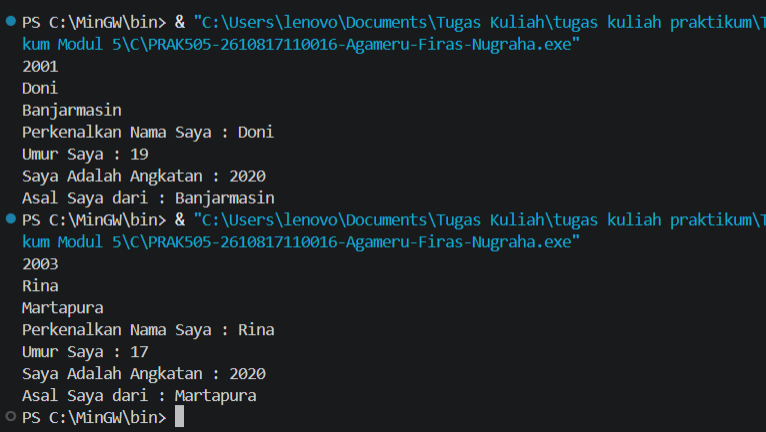 PS C:\MinGW\bin> & "C:\Users\lenovo\Documents\Tugas Kuliah\tugas kuliah praktikum\T
kum Modul 5\C\PRAK505-2610817110016-Agameru-Firas-Nugraha.exe"
2001
Doni
Banjarmasin
Perkenalkan Nama Saya : Doni
Umur Saya : 19
Saya Adalah Angkatan : 2020
Asal Saya dari : Banjarmasin
PS C:\MinGW\bin> & "C:\Users\lenovo\Documents\Tugas Kuliah\tugas kuliah praktikum\T
kum Modul 5\C\PRAK505-2610817110016-Agameru-Firas-Nugraha.exe"
2003
Rina
Martapura
Perkenalkan Nama Saya : Rina
Umur Saya : 17
Saya Adalah Angkatan : 2020
Asal Saya dari : Martapura
PS C:\MinGW\bin>